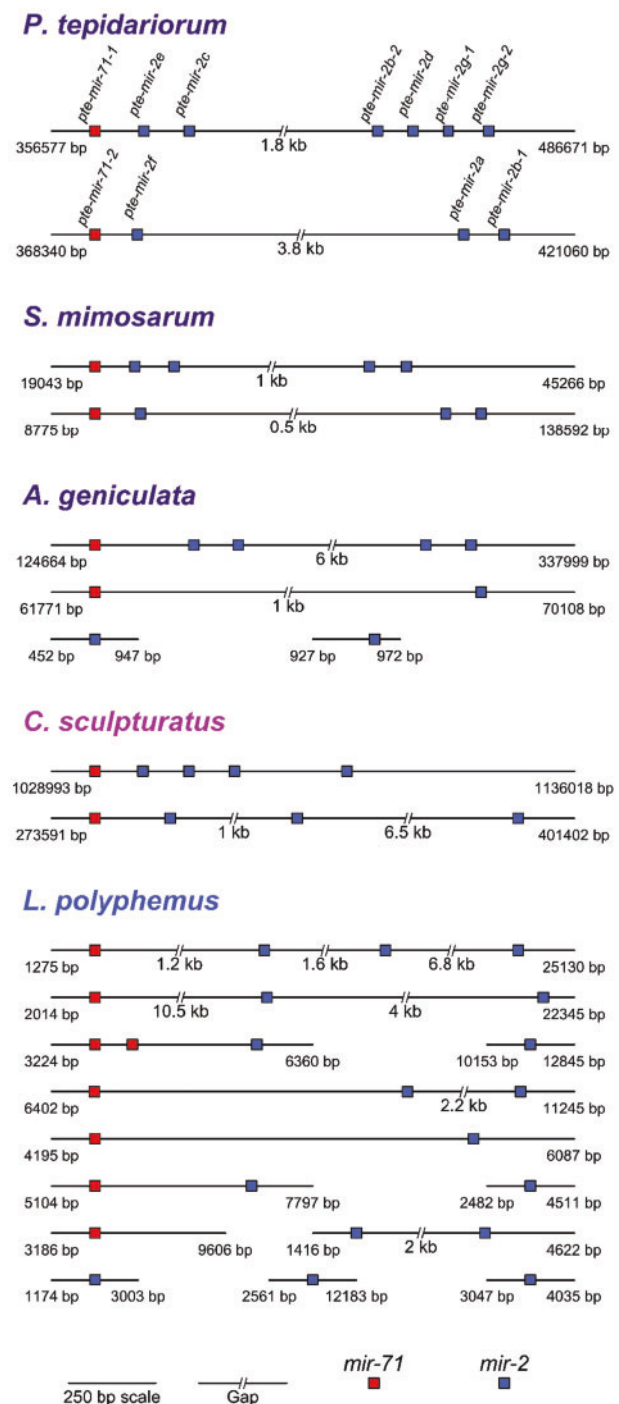 P. tepidariorum
pte-mir-71-1 pte-mir-2e pte-mir-2c pte-mir-2b-2 pte-mir-2d pte-mir-2g-1 pte-mir-2g-2
356577 bp 1.8 kb 486671 bp
pte-mir-71-2 pte-mir-2f pte-mir-2a pte-mir-2b-1
368340 bp 3.8 kb 421060 bp
S. mimosarum
19043 bp 1 kb 45266 bp
8775 bp 0.5 kb 138592 bp
A. geniculata
124664 bp 6 kb 337999 bp
61771 bp 1 kb 70108 bp
452 bp 947 bp 927 bp 972 bp
C. sculpturatus
1028993 bp 1136018 bp
273591 bp 1 kb 6.5 kb 401402 bp
L. polyphemus
1275 bp 1.2 kb 1.6 kb 6.8 kb 25130 bp
2014 bp 10.5 kb 4 kb 22345 bp
3224 bp 6360 bp 10153 bp 12845 bp
6402 bp 2.2 kb 11245 bp
4195 bp 6087 bp
5104 bp 7797 bp 2482 bp 4511 bp
3186 bp 9606 bp 1416 bp 2 kb 4622 bp
1174 bp 3003 bp 2561 bp 12183 bp 3047 bp 4035 bp
mir-71 mir-2
250 bp scale Gap